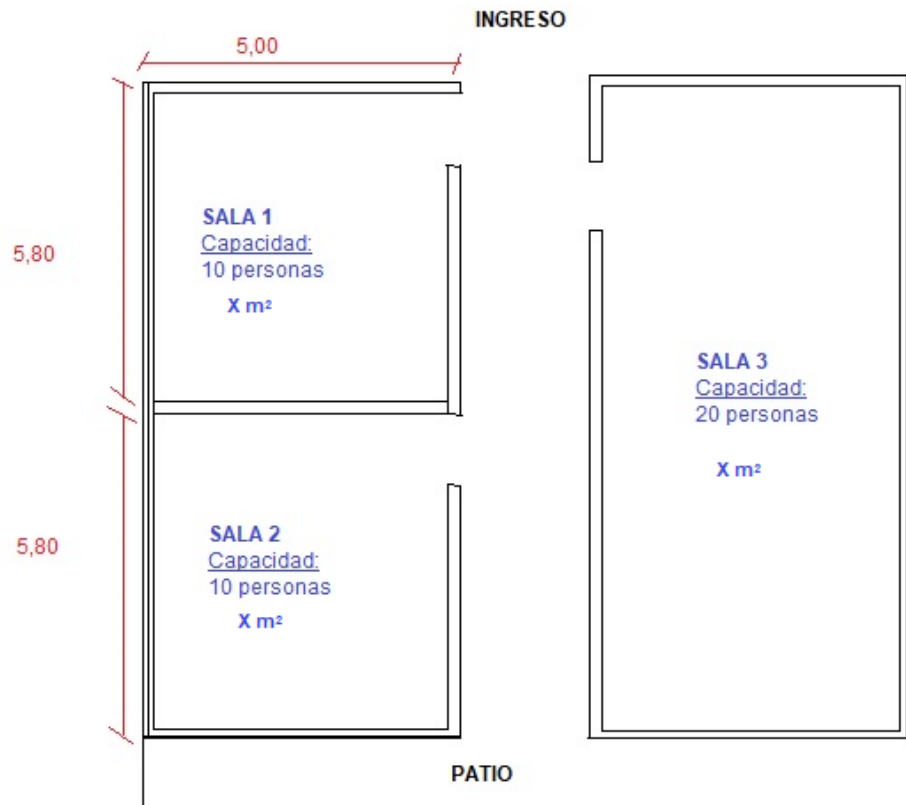 INGRESO
5,00
5,80
SALA 1
Capacidad:
10 personas
X m²
SALA 3
Capacidad:
20 personas
X m²
5,80
SALA 2
Capacidad:
10 personas
X m²
PATIO